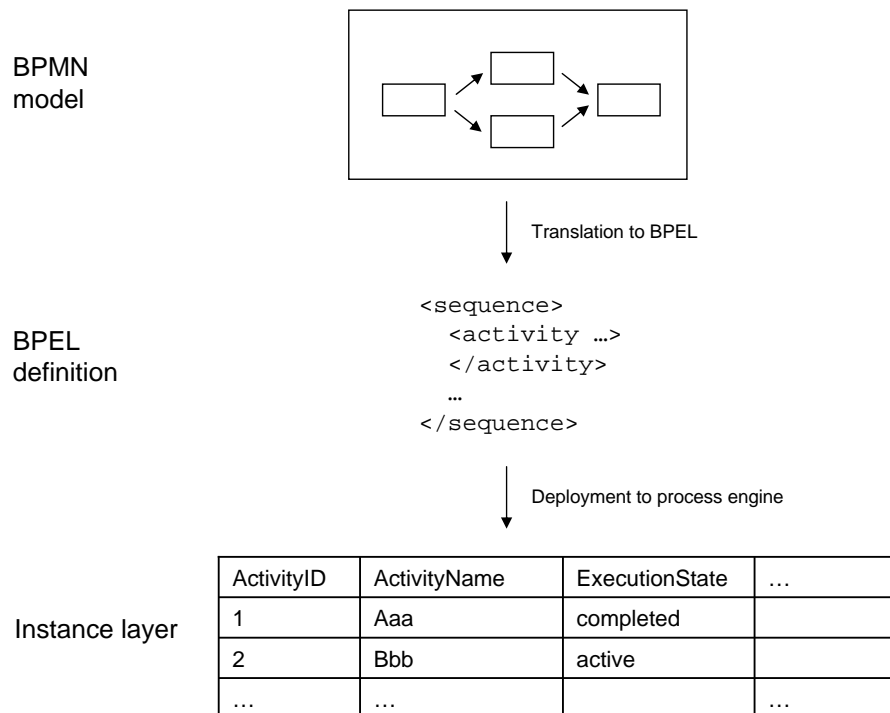 BPMN
model
Translation to BPEL
BPEL
definition
<sequence>
<activity …>
</activity>
…
</sequence>
Deployment to process engine
Instance layer
ActivityID ActivityName ExecutionState …
1 Aaa completed
2 Bbb active
… … …